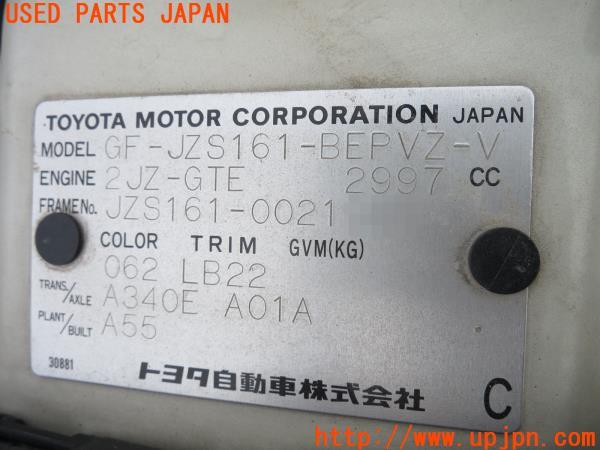 USED PARTS JAPAN
TOYOTA MOTOR CORPORATION JAPAN
MODEL GF-JZS161-BEPVZ-V
ENGINE 2JZ-GTE 2997 CC
FRAME No. JZS161-0021
COLOR TRIM GVM(KG)
062 LB22
TRANS./AXLE A340E A01A
PLANT/BUILT A55
30881
トヨタ自動車株式会社 C
UPJ http://www.upjpn.com